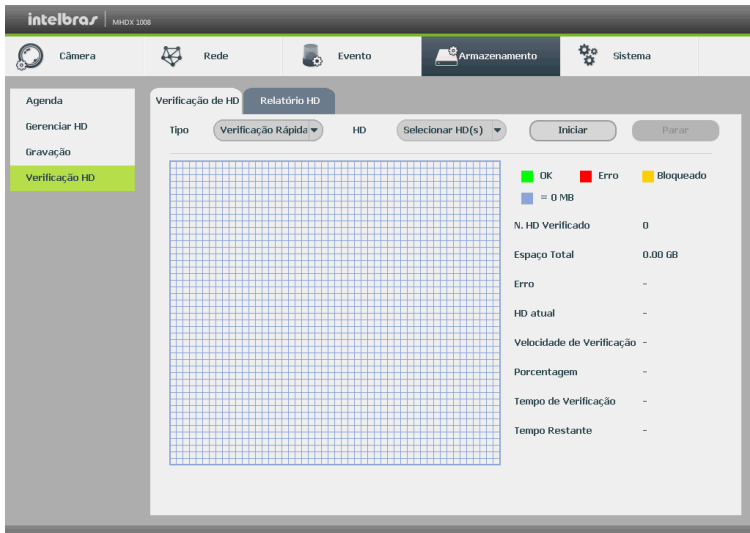 intelbras MHDX 1008
Câmera Rede Evento Armazenamento Sistema
Agenda
Gerenciar HD
Gravação
Verificação HD
Verificação de HD Relatório HD
Tipo Verificação Rápida HD Selecionar HD(s) Iniciar Parar
OK Erro Bloqueado
= 0 MB
N. HD Verificado 0
Espaço Total 0.00 GB
Erro -
HD atual -
Velocidade de Verificação -
Porcentagem -
Tempo de Verificação -
Tempo Restante -